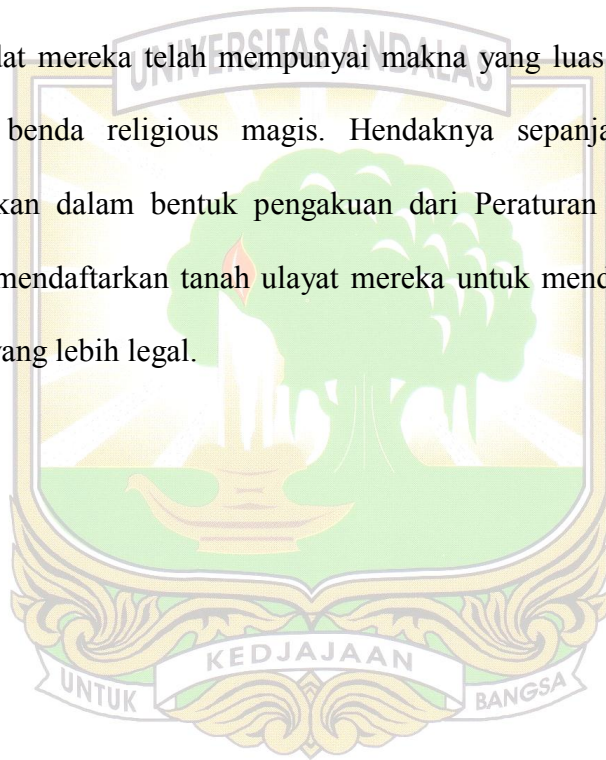 UNIVERSITAS ANDALAS
lat mereka telah mempunyai makna yang luas
benda religious magis. Hendaknya sepanja
kan dalam bentuk pengakuan dari Peraturan
mendaftarkan tanah ulayat mereka untuk mend
yang lebih legal.
KEDJAJAAN
UNTUK BANGSA